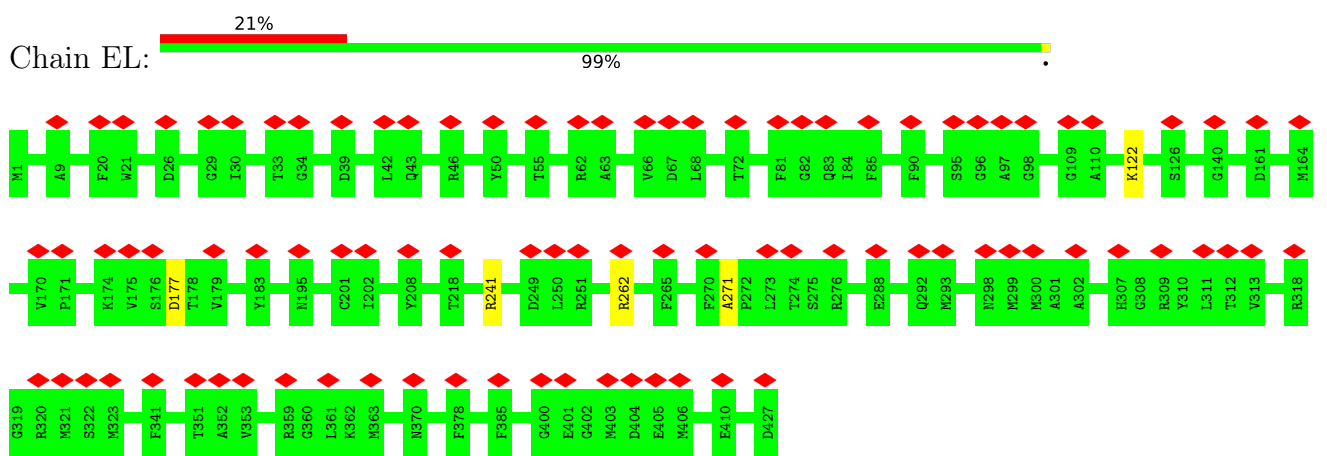 21%
Chain EL:
99%
.
M1 A9 F20 W21 D26 G29 I30 T33 G34 D39 L42 Q43 R46 Y50 T55 R62 A63 V66 D67 L68 T72 F81 G82 Q83 I84 F85 F90 S95 G96 A97 G98 G109 A110 K122 S126 G140 D161 M164
V170 P171 K174 V175 S176 D177 T178 V179 Y183 N195 C201 I202 Y208 T218 R241 D249 L250 R251 R262 F265 F270 A271 P272 L273 T274 S275 R276 E288 Q292 M293 N298 M299 M300 A301 A302 H307 G308 R309 Y310 L311 T312 V313 R318
G319 R320 M321 S322 M323 F341 T351 A352 V353 R359 G360 L361 K362 M363 N370 F378 F385 G400 E401 G402 M403 D404 E405 M406 E410 D427